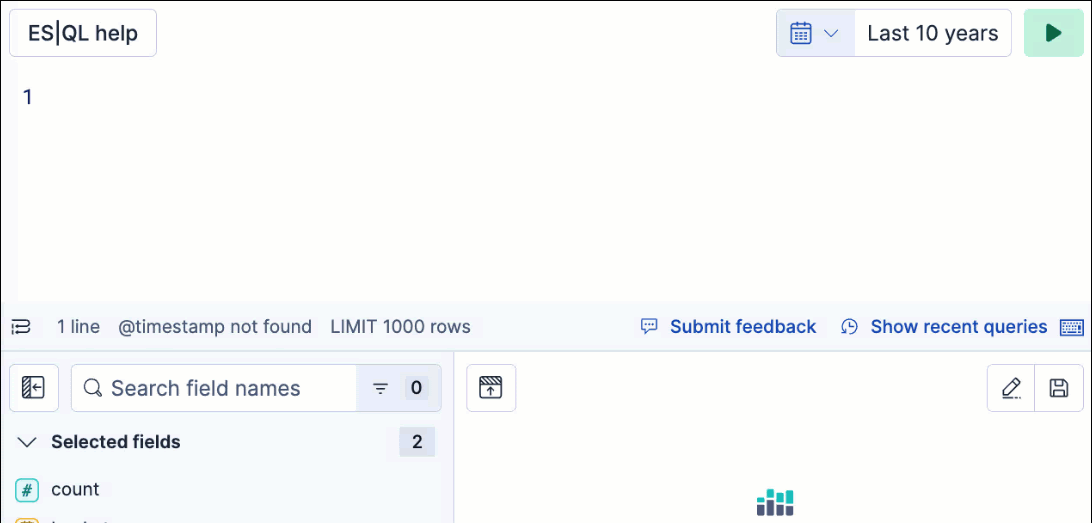 ES|QL help
Last 10 years
1
1 line @timestamp not found LIMIT 1000 rows Submit feedback Show recent queries
Search field names 0
Selected fields 2
# count